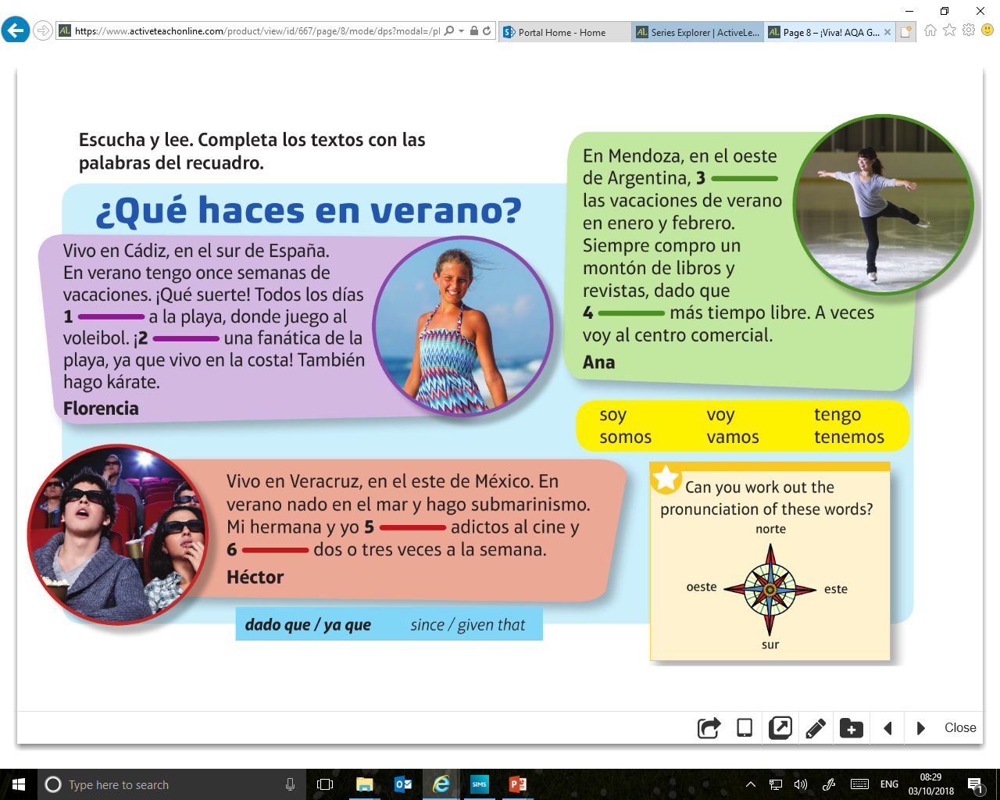 https://www.activeteachonline.com/product/view/id/667/page/8/mode/dps?modal=/pl
Portal Home - Home
Series Explorer | ActiveLe...
Page 8 – ¡Viva! AQA G...
Escucha y lee. Completa los textos con las
palabras del recuadro.
¿Qué haces en verano?
Vivo en Cádiz, en el sur de España.
En verano tengo once semanas de
vacaciones. ¡Qué suerte! Todos los días
1 a la playa, donde juego al
voleibol. ¡2 una fanática de la
playa, ya que vivo en la costa! También
hago kárate.
Florencia
En Mendoza, en el oeste
de Argentina, 3
las vacaciones de verano
en enero y febrero.
Siempre compro un
montón de libros y
revistas, dado que
4 más tiempo libre. A veces
voy al centro comercial.
Ana
soy voy tengo
somos vamos tenemos
Vivo en Veracruz, en el este de México. En
verano nado en el mar y hago submarinismo.
Mi hermana y yo 5 adictos al cine y
6 dos o tres veces a la semana.
Héctor
dado que / ya que since / given that
Can you work out the
pronunciation of these words?
norte
oeste este
sur
Close
Type here to search
SIMS
ENG
08:29
03/10/2018
1